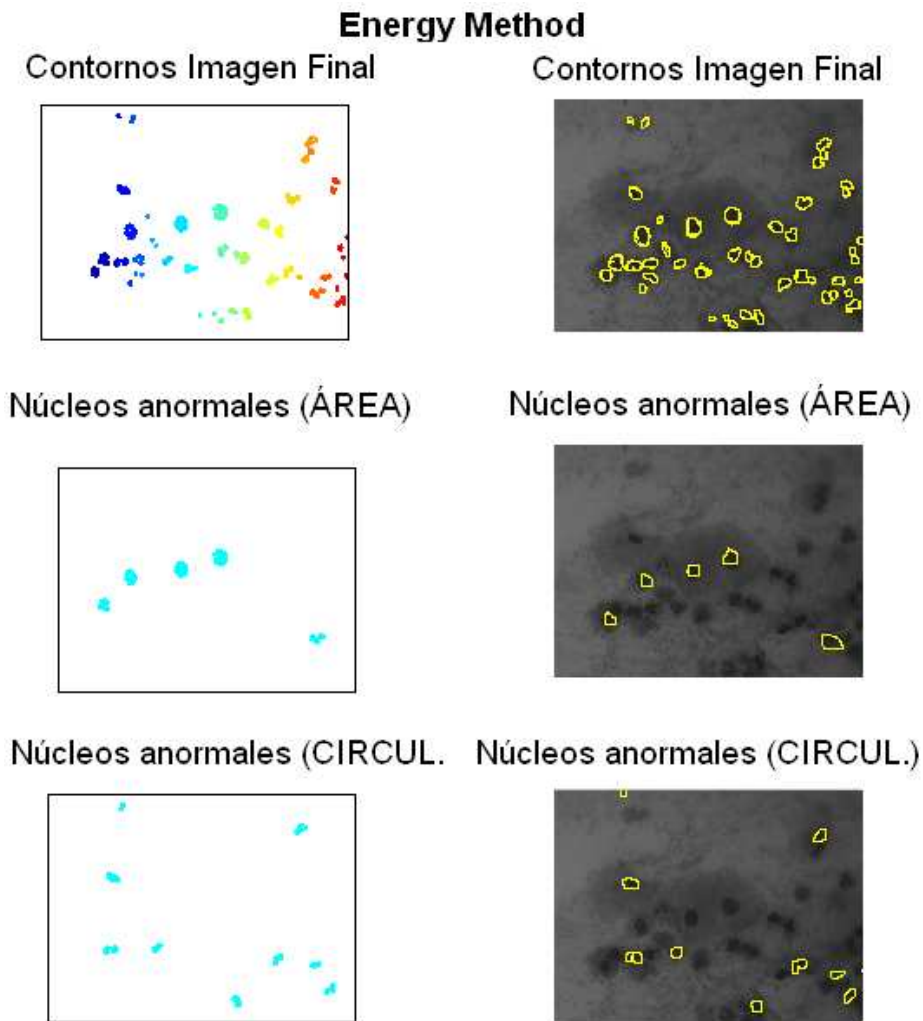 Energy Method
Contornos Imagen Final
Contornos Imagen Final
Núcleos anormales (ÁREA)
Núcleos anormales (ÁREA)
Núcleos anormales (CIRCUL.
Núcleos anormales (CIRCUL.)